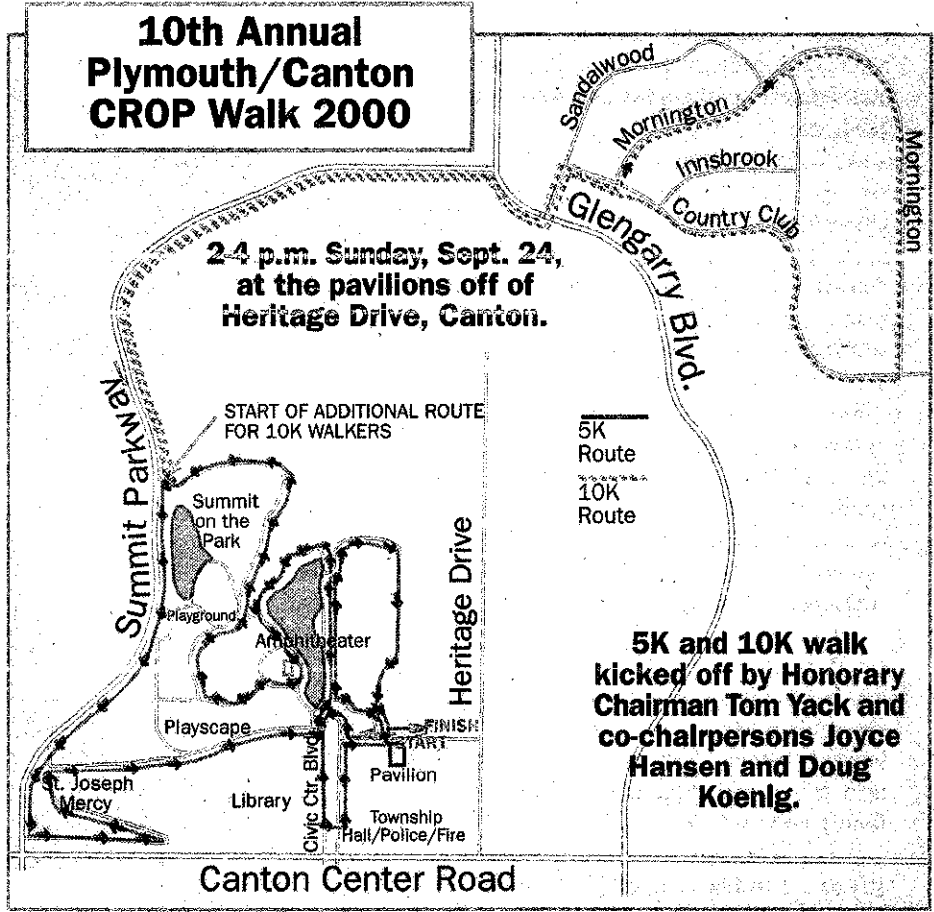 10th Annual
Plymouth/Canton
CROP Walk 2000
Sandalwood
Mornington
Innsbrook
Country Club
Mornington
Glengarry Blvd.
2-4 p.m. Sunday, Sept. 24,
at the pavilions off of
Heritage Drive, Canton.
Summit Parkway
START OF ADDITIONAL ROUTE
FOR 10K WALKERS
5K
Route
10K
Route
Summit
on the
Park
Playground
Amphitheater
Heritage Drive
5K and 10K walk
kicked off by Honorary
Chairman Tom Yack and
co-chairpersons Joyce
Hansen and Doug
Koenig.
Playscape
FINISH
TART
Pavilion
St. Joseph
Mercy
Library
Civic Ctr. Blvd
Township
Hall/Police/Fire
Canton Center Road